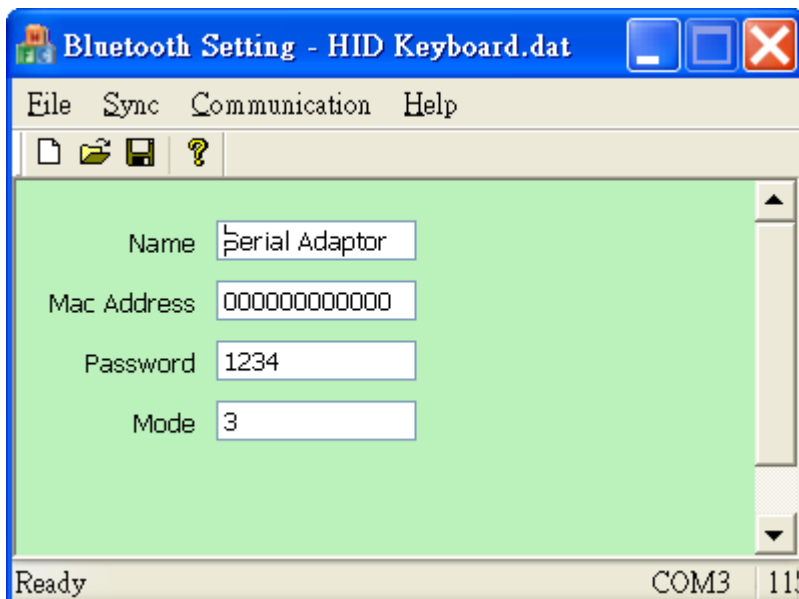 Bluetooth Setting - HID Keyboard.dat
File Sync Communication Help
Name Serial Adaptor
Mac Address 000000000000
Password 1234
Mode 3
Ready COM3